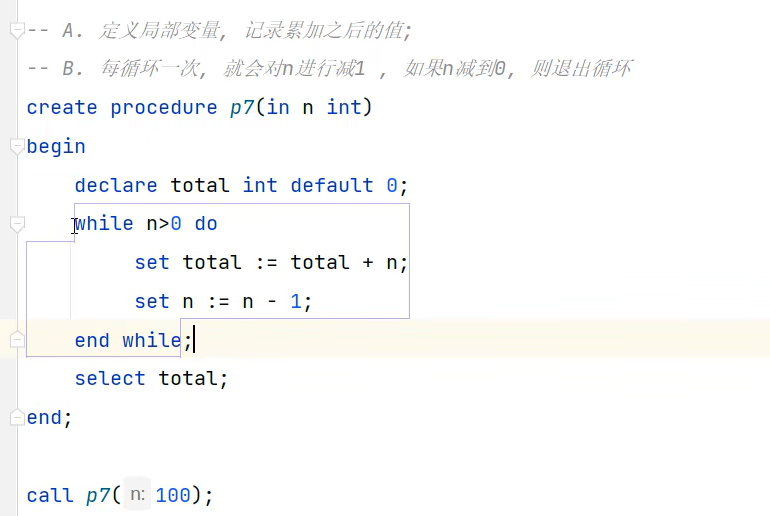 -- A. 定义局部变量, 记录累加之后的值;
-- B. 每循环一次, 就会对n进行减1 , 如果n减到0, 则退出循环
create procedure p7(in n int)
begin
declare total int default 0;
while n>0 do
set total := total + n;
set n := n - 1;
end while;
select total;
end;
call p7( n: 100);